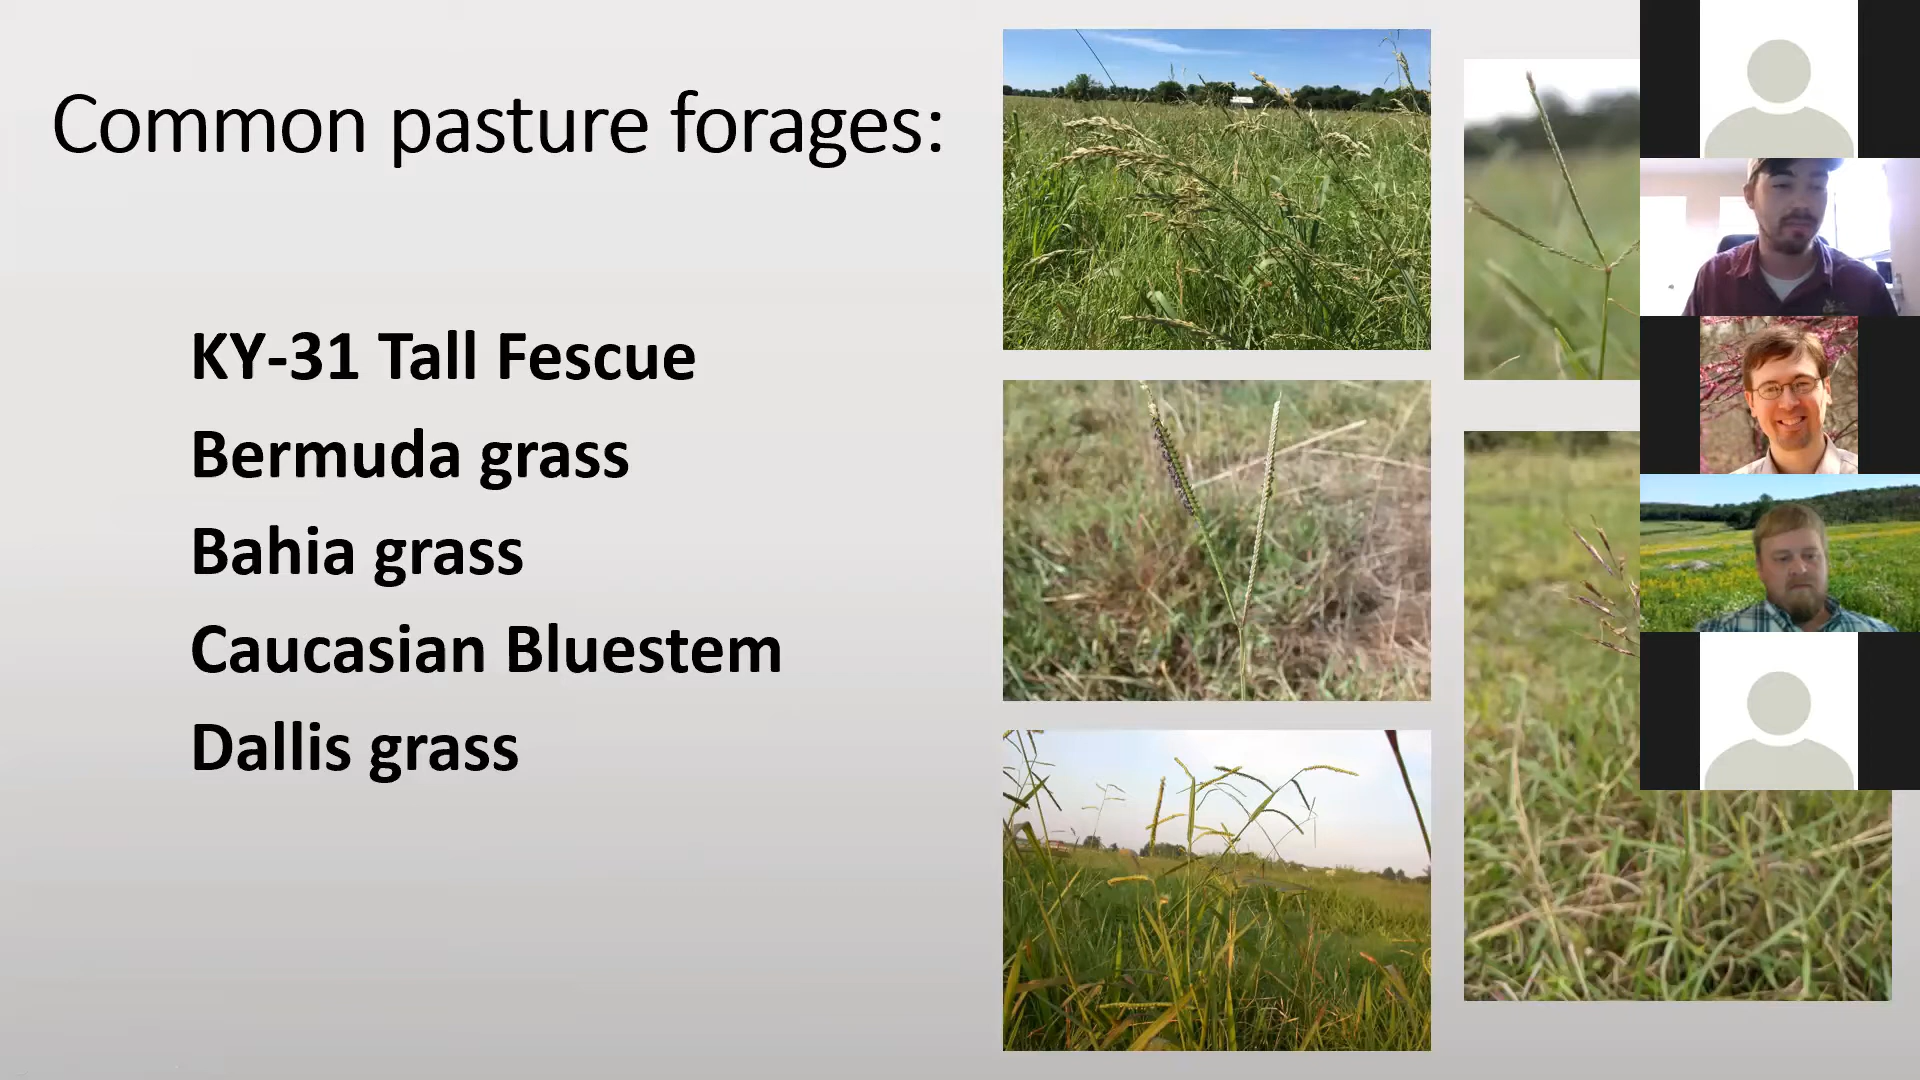 Common pasture forages:
KY-31 Tall Fescue
Bermuda grass
Bahia grass
Caucasian Bluestem
Dallis grass